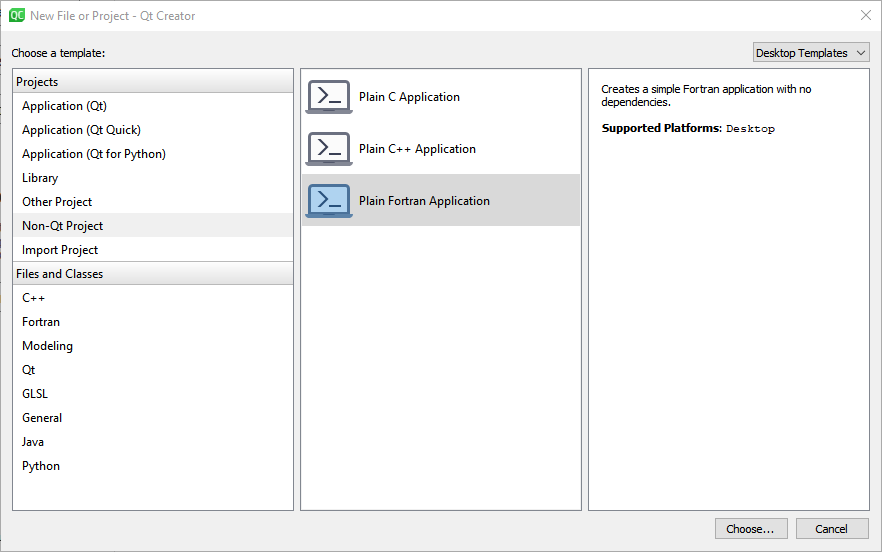 QC New File or Project - Qt Creator
Choose a template:
Desktop Templates
Projects
Application (Qt)
Application (Qt Quick)
Application (Qt for Python)
Library
Other Project
Non-Qt Project
Import Project
Files and Classes
C++
Fortran
Modeling
Qt
GLSL
General
Java
Python
Plain C Application
Plain C++ Application
Plain Fortran Application
Creates a simple Fortran application with no
dependencies.
Supported Platforms: Desktop
Choose...
Cancel